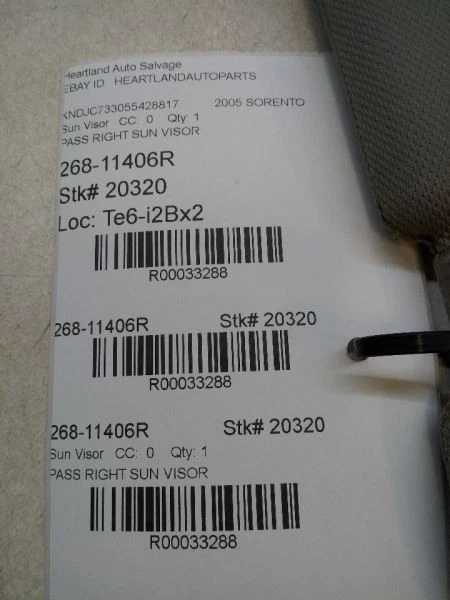 Heartland Auto Salvage
EBAY ID HEARTLANDAUTOPARTS
KNDJC733055428817 2005 SORENTO
Sun Visor CC: 0 Qty: 1
PASS RIGHT SUN VISOR
268-11406R
Stk# 20320
Loc: Te6-i2Bx2
R00033288
268-11406R Stk# 20320
R00033288
268-11406R Stk# 20320
Sun Visor CC: 0 Qty: 1
PASS RIGHT SUN VISOR
R00033288